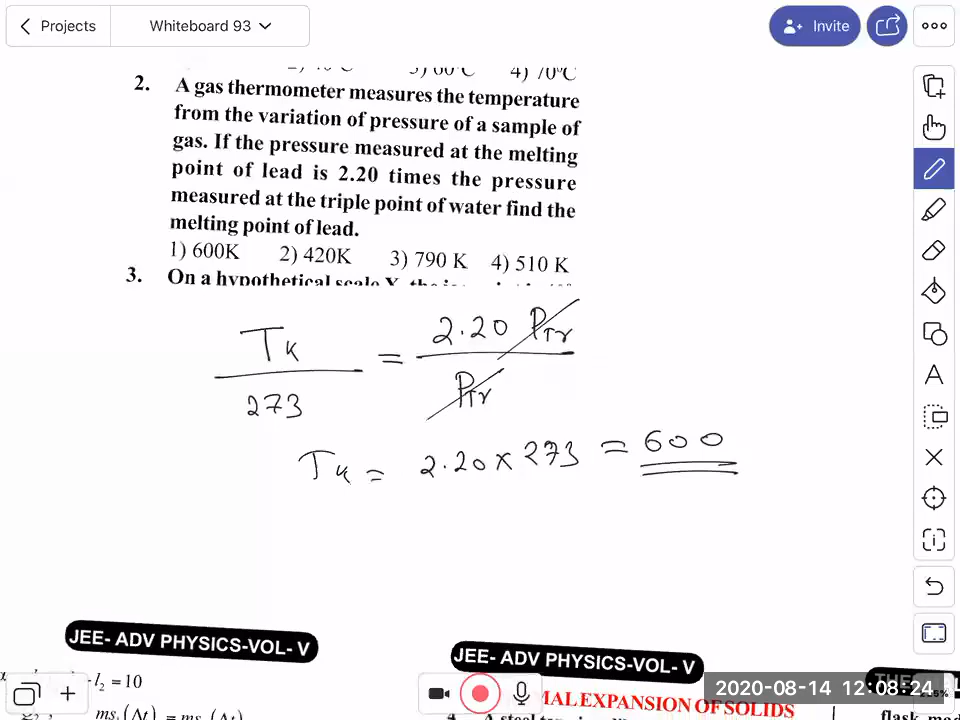 Projects
Whiteboard 93
Invite
3) 60°C 4) 70°C
2. A gas thermometer measures the temperature
from the variation of pressure of a sample of
gas. If the pressure measured at the melting
point of lead is 2.20 times the pressure
measured at the triple point of water find the
melting point of lead.
1) 600K 2) 420K 3) 790 K 4) 510 K
3. On a hypothetical scale X
TK / 273 = 2.20 PTr / PTr
TK = 2.20 × 273 = 600
JEE- ADV PHYSICS-VOL- V
JEE- ADV PHYSICS-VOL- V
- l₂ = 10
MAL EXPANSION OF SOLIDS
2020-08-14 12:08:24